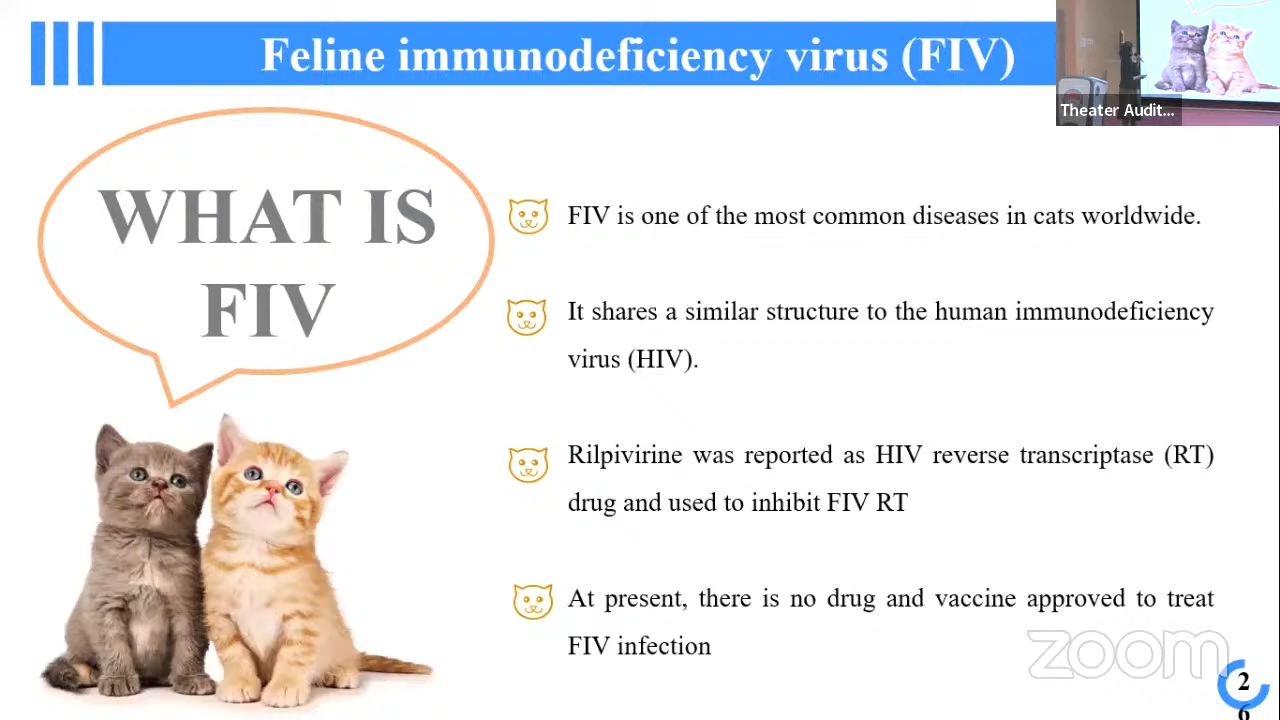 Feline immunodeficiency virus (FIV)
Theater Audit...
WHAT IS
FIV
FIV is one of the most common diseases in cats worldwide.
It shares a similar structure to the human immunodeficiency
virus (HIV).
Rilpivirine was reported as HIV reverse transcriptase (RT)
drug and used to inhibit FIV RT
At present, there is no drug and vaccine approved to treat
FIV infection
zoom
2
6